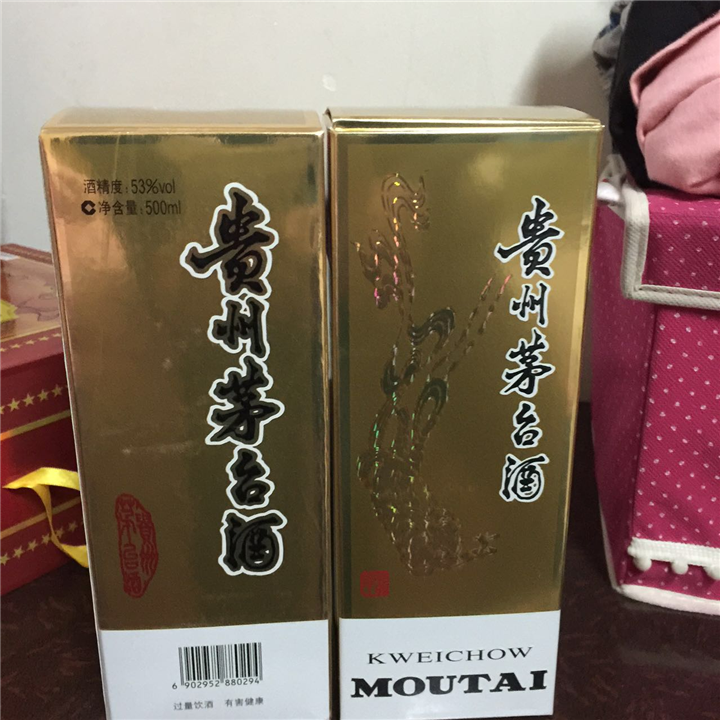 酒精度:53%vol
净含量:500ml
貴州茅台酒
6 902952 880294
过量饮酒 有害健康
貴州茅台酒
KWEICHOW
MOUTAI